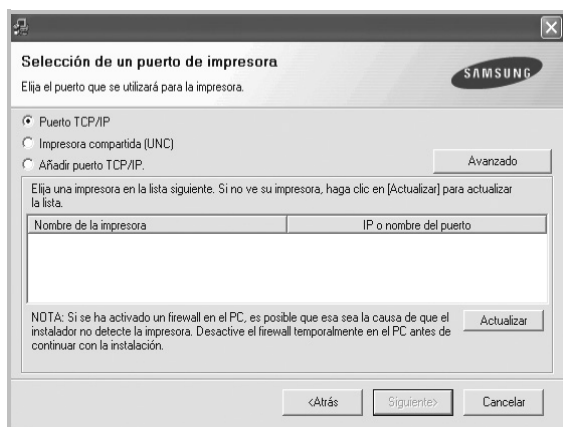 Selección de un puerto de impresora
Elija el puerto que se utilizará para la impresora.
SAMSUNG
Puerto TCP/IP
Impresora compartida (UNC)
Añadir puerto TCP/IP.
Avanzado
Elija una impresora en la lista siguiente. Si no ve su impresora, haga clic en [Actualizar] para actualizar
la lista.
Nombre de la impresora
IP o nombre del puerto
NOTA: Si se ha activado un firewall en el PC, es posible que esa sea la causa de que el
instalador no detecte la impresora. Desactive el firewall temporalmente en el PC antes de
continuar con la instalación.
Actualizar
<Atrás
Siguiente>
Cancelar